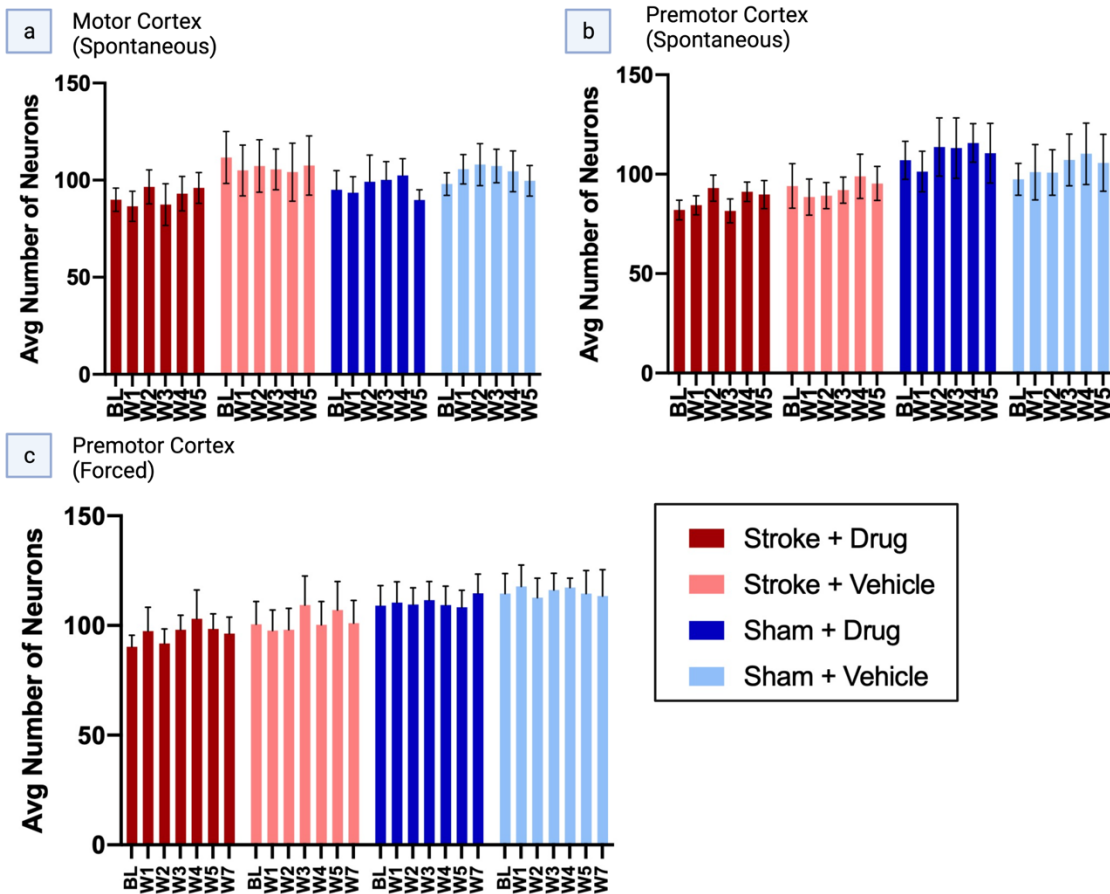 a
Motor Cortex
(Spontaneous)
Avg Number of Neurons
150
100
50
0
BL W1 W2 W3 W4 W5 BL W1 W2 W3 W4 W5 BL W1 W2 W3 W4 W5 BL W1 W2 W3 W4 W5
b
Premotor Cortex
(Spontaneous)
Avg Number of Neurons
150
100
50
0
BL W1 W2 W3 W4 W5 BL W1 W2 W3 W4 W5 BL W1 W2 W3 W4 W5 BL W1 W2 W3 W4 W5
c
Premotor Cortex
(Forced)
Avg Number of Neurons
150
100
50
0
BL W1 W2 W3 W4 W5 W7 BL W1 W2 W3 W4 W5 W7 BL W1 W2 W3 W4 W5 W7 BL W1 W2 W3 W4 W5 W7
Stroke + Drug
Stroke + Vehicle
Sham + Drug
Sham + Vehicle